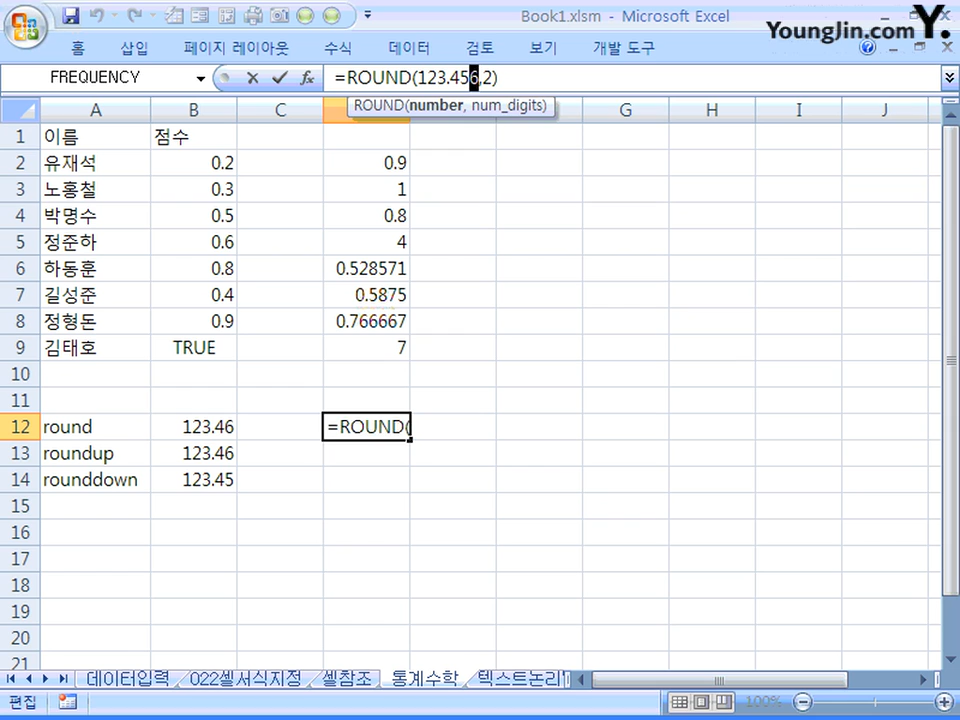 Book1.xlsm - Microsoft Excel
YoungJin.com Y.
홈 삽입 페이지 레이아웃 수식 데이터 검토 보기 개발 도구
FREQUENCY fx =ROUND(123.456,2)
ROUND(number, num_digits)
A B C G H I J
1 이름 점수
2 유재석 0.2 0.9
3 노홍철 0.3 1
4 박명수 0.5 0.8
5 정준하 0.6 4
6 하동훈 0.8 0.528571
7 길성준 0.4 0.5875
8 정형돈 0.9 0.766667
9 김태호 TRUE 7
10
11
12 round 123.46 =ROUND(
13 roundup 123.46
14 rounddown 123.45
15
16
17
18
19
20
21
데이터입력 022셀서식지정 셀참조 통계수학 텍스트논리
편집 100%